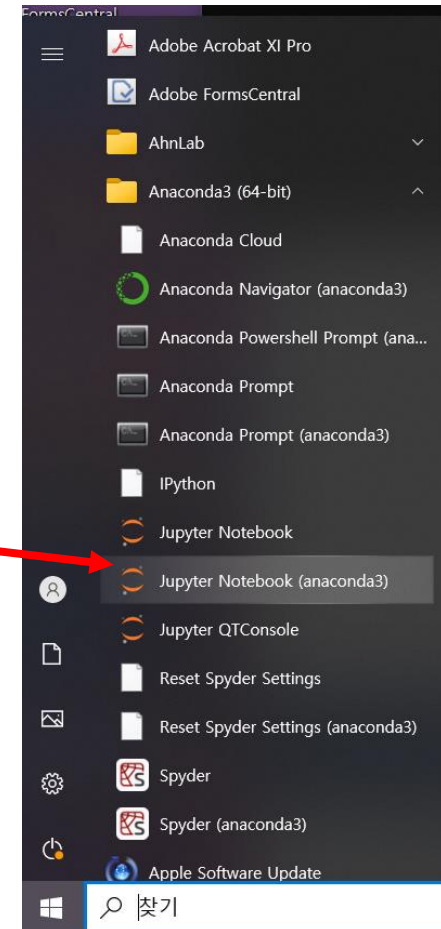 FormsCentral
Adobe Acrobat XI Pro
Adobe FormsCentral
AhnLab
Anaconda3 (64-bit)
Anaconda Cloud
Anaconda Navigator (anaconda3)
Anaconda Powershell Prompt (ana...
Anaconda Prompt
Anaconda Prompt (anaconda3)
IPython
Jupyter Notebook
Jupyter Notebook (anaconda3)
Jupyter QTConsole
Reset Spyder Settings
Reset Spyder Settings (anaconda3)
Spyder
Spyder (anaconda3)
Apple Software Update
찾기